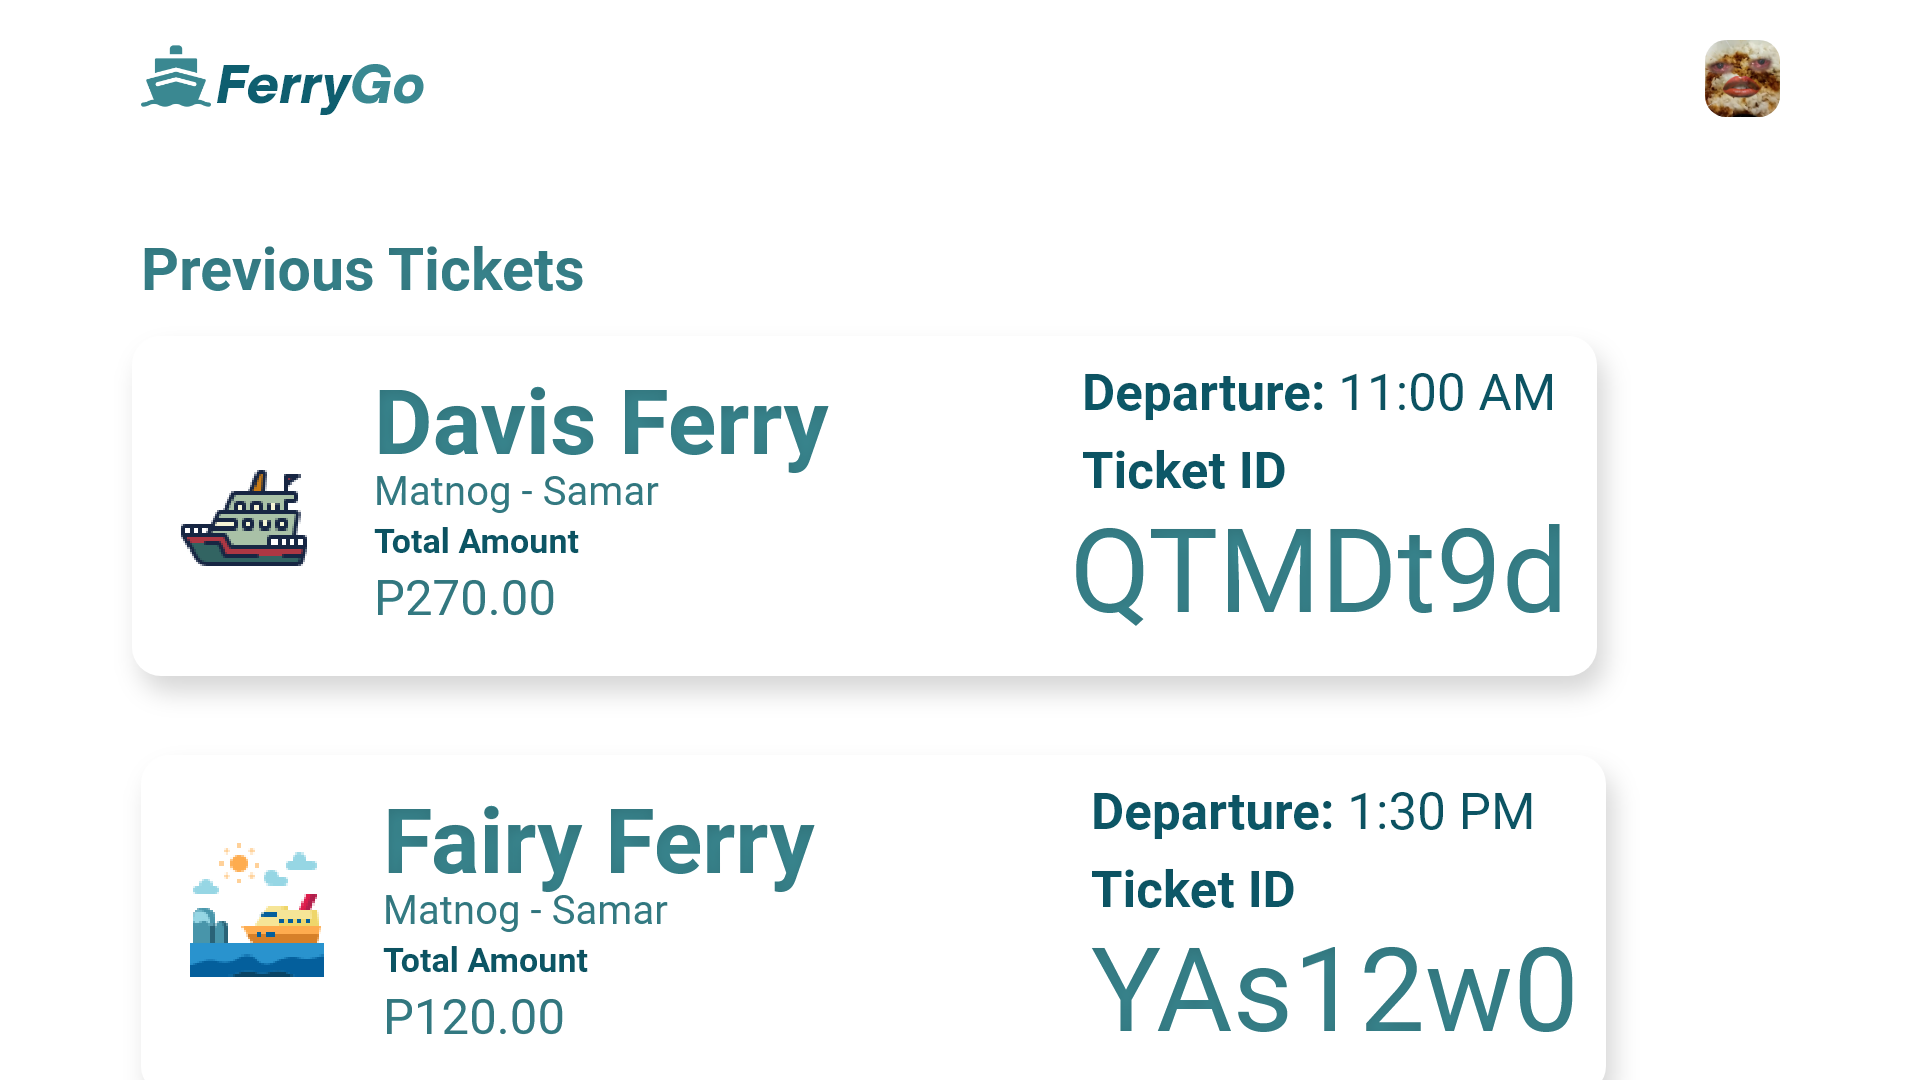 FerryGo
Previous Tickets
Davis Ferry
Matnog - Samar
Total Amount
P270.00
Departure: 11:00 AM
Ticket ID
QTMDt9d
Fairy Ferry
Matnog - Samar
Total Amount
P120.00
Departure: 1:30 PM
Ticket ID
YAs12w0